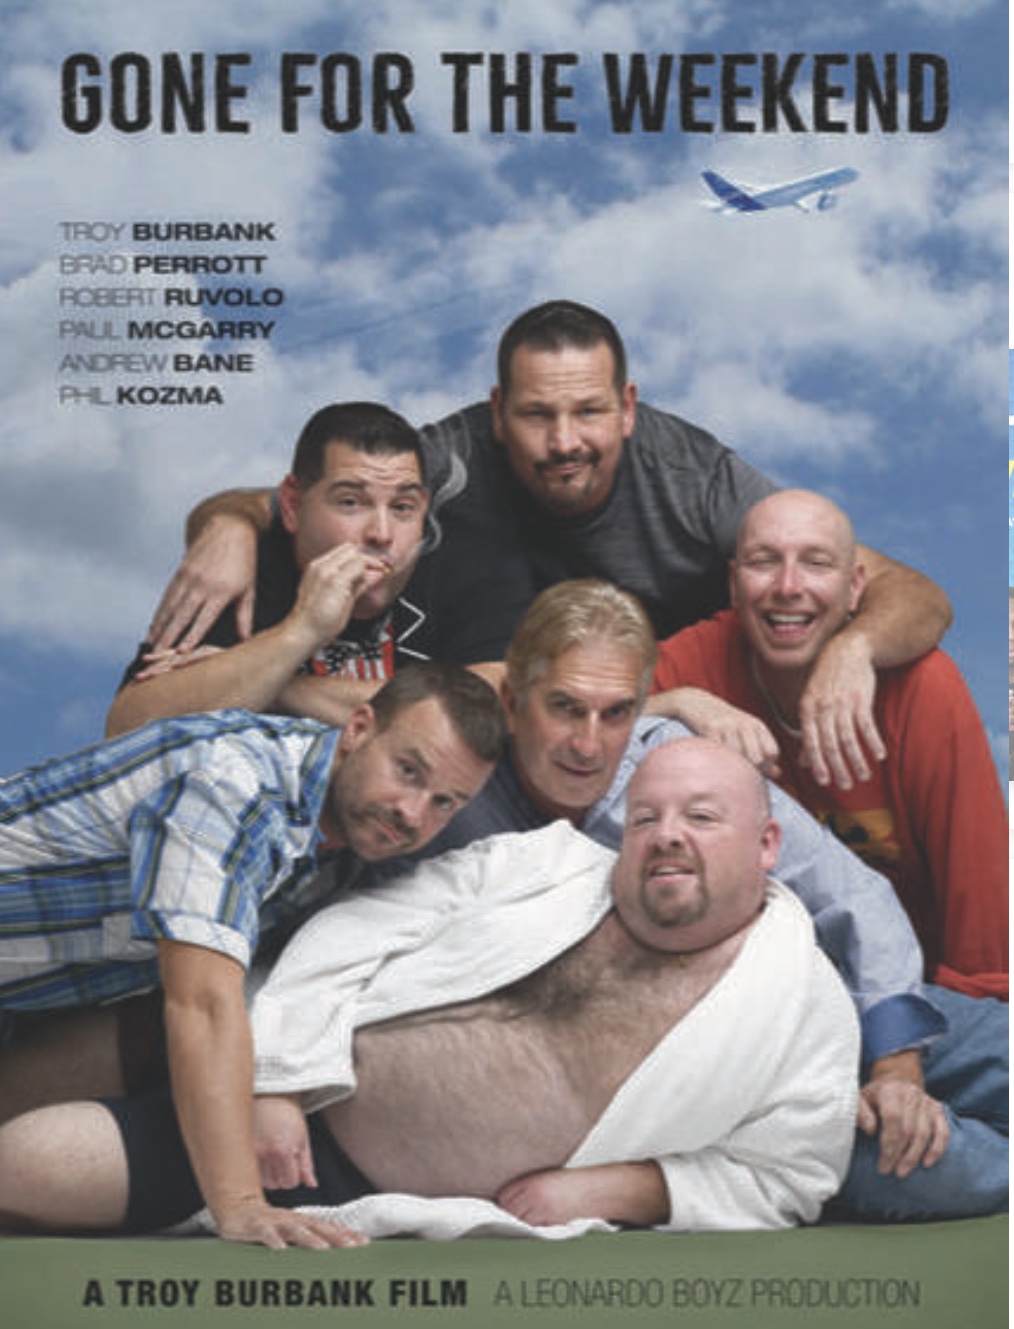 GONE FOR THE WEEKEND
TROY BURBANK
BRAD PERROTT
ROBERT RUVOLO
PAUL MCGARRY
ANDREW BANE
PHIL KOZMA
A TROY BURBANK FILM A LEONARDO BOYZ PRODUCTION